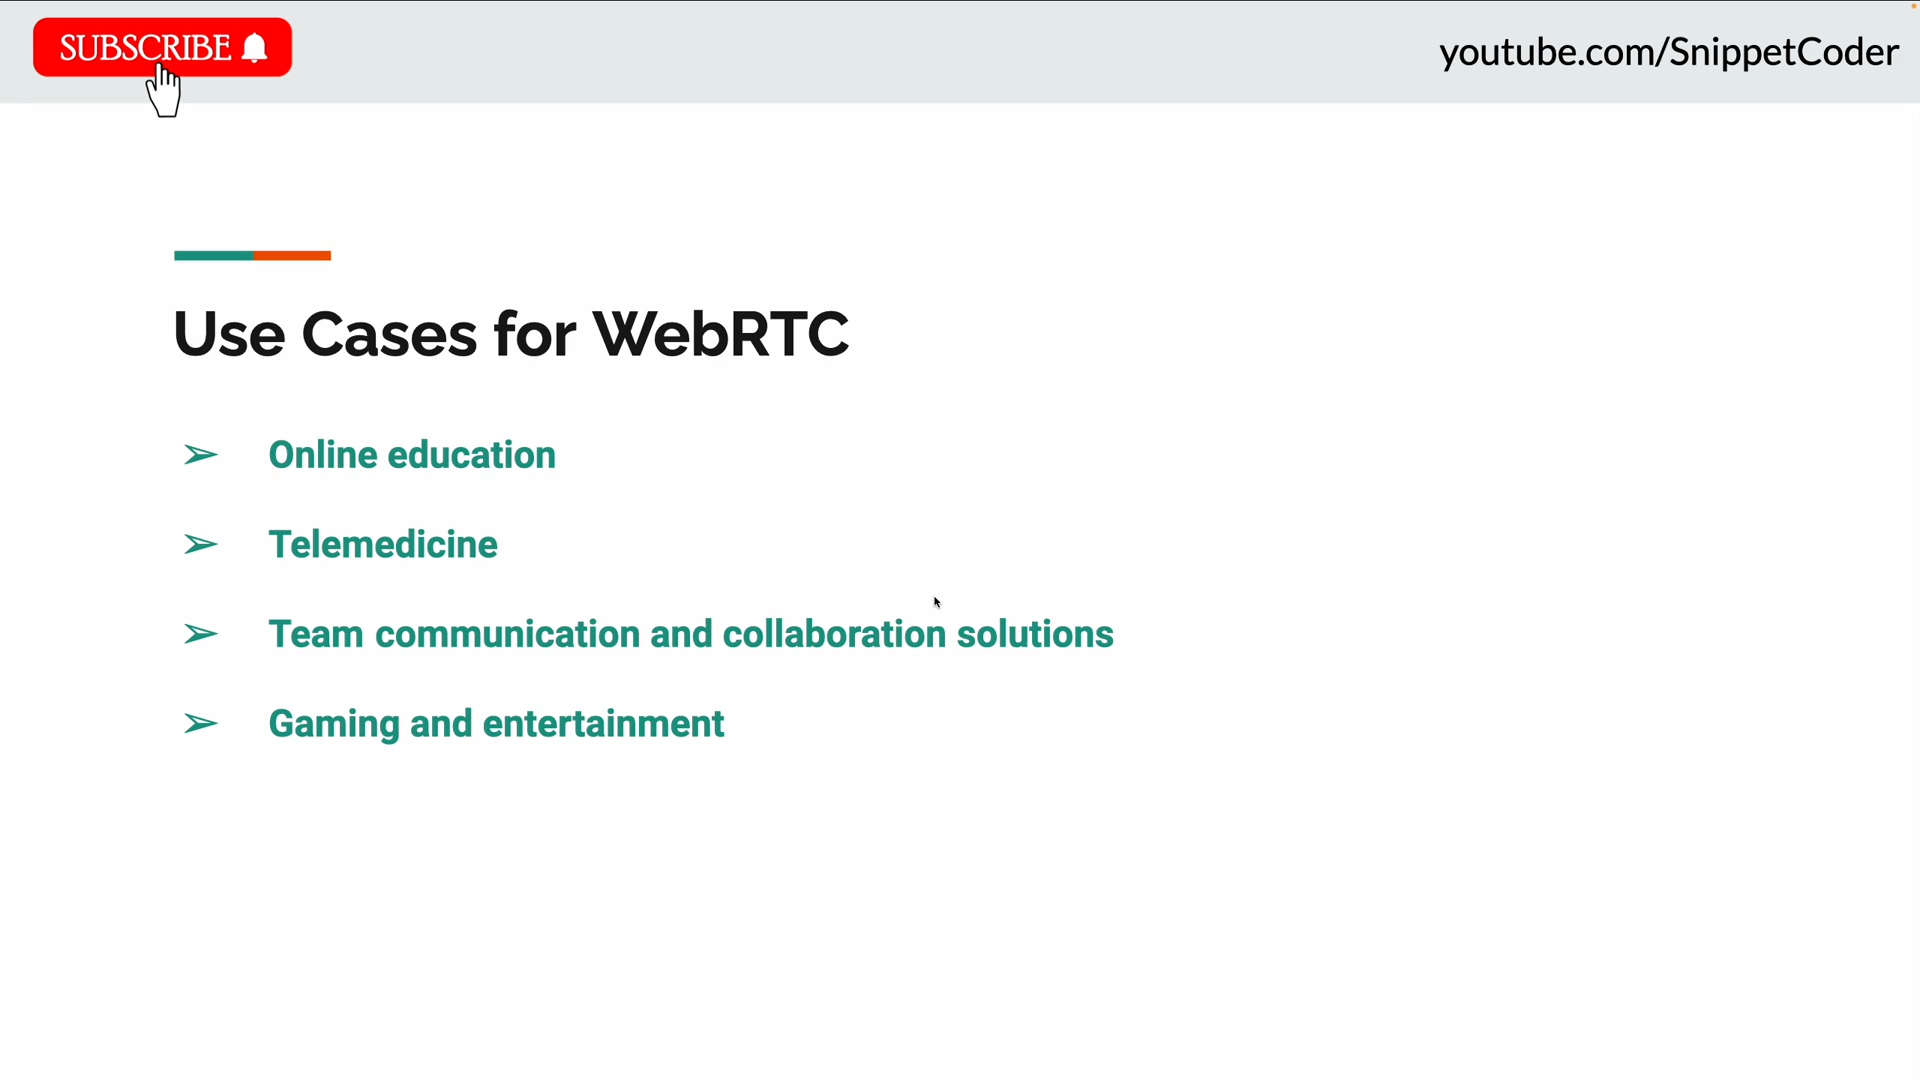 SUBSCRIBE
youtube.com/SnippetCoder
Use Cases for WebRTC
➢ Online education
➢ Telemedicine
➢ Team communication and collaboration solutions
➢ Gaming and entertainment